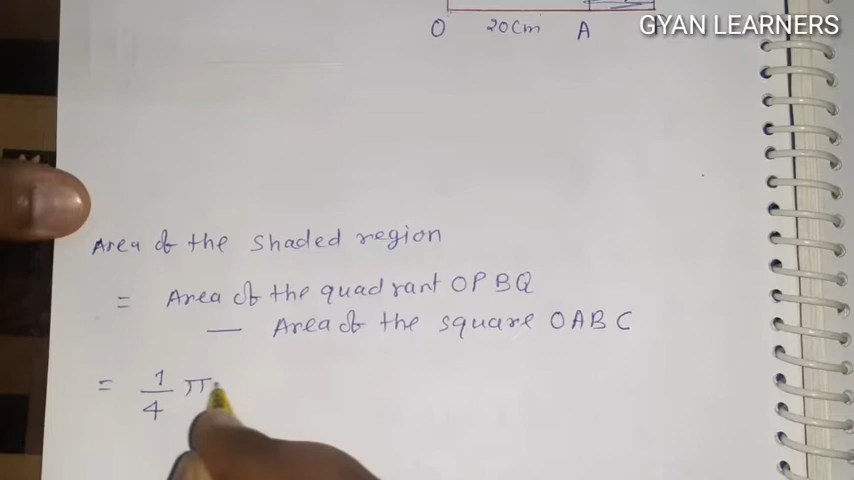 O 20Cm A
GYAN LEARNERS
Area of the shaded region
= Area of the quadrant OPBQ
— Area of the square OABC
= 1/4 π